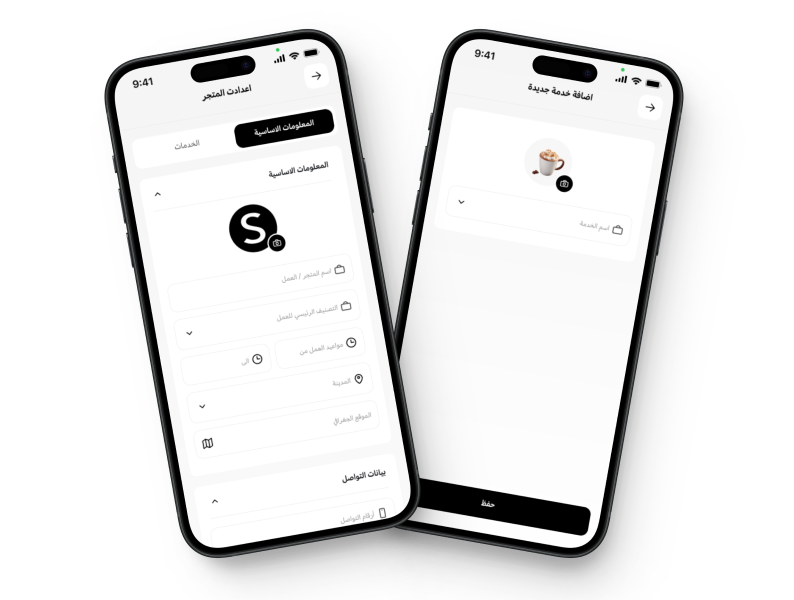 9:41
اعدادت المتجر
المعلومات الاساسية
الخدمات
المعلومات الاساسية
S
اسم المتجر / العمل
التصنيف الرئيسي للعمل
مواعيد العمل من
الى
المدينة
الموقع الجغرافي
بيانات التواصل
أرقام التواصل
9:41
اضافة خدمة جديدة
اسم الخدمة
حفظ